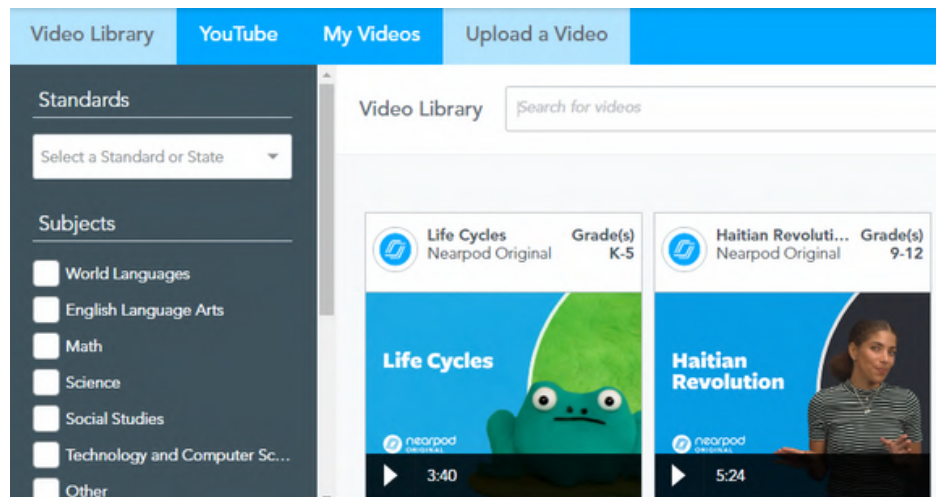 Video Library YouTube My Videos Upload a Video
Standards
Select a Standard or State
Subjects
World Languages
English Language Arts
Math
Science
Social Studies
Technology and Computer Sc...
Other
Video Library Search for videos
Life Cycles Grade(s)
Nearpod Original K-5
Life Cycles
nearpod
ORIGINAL
3:40
Haitian Revoluti... Grade(s)
Nearpod Original 9-12
Haitian
Revolution
nearpod
ORIGINAL
5:24